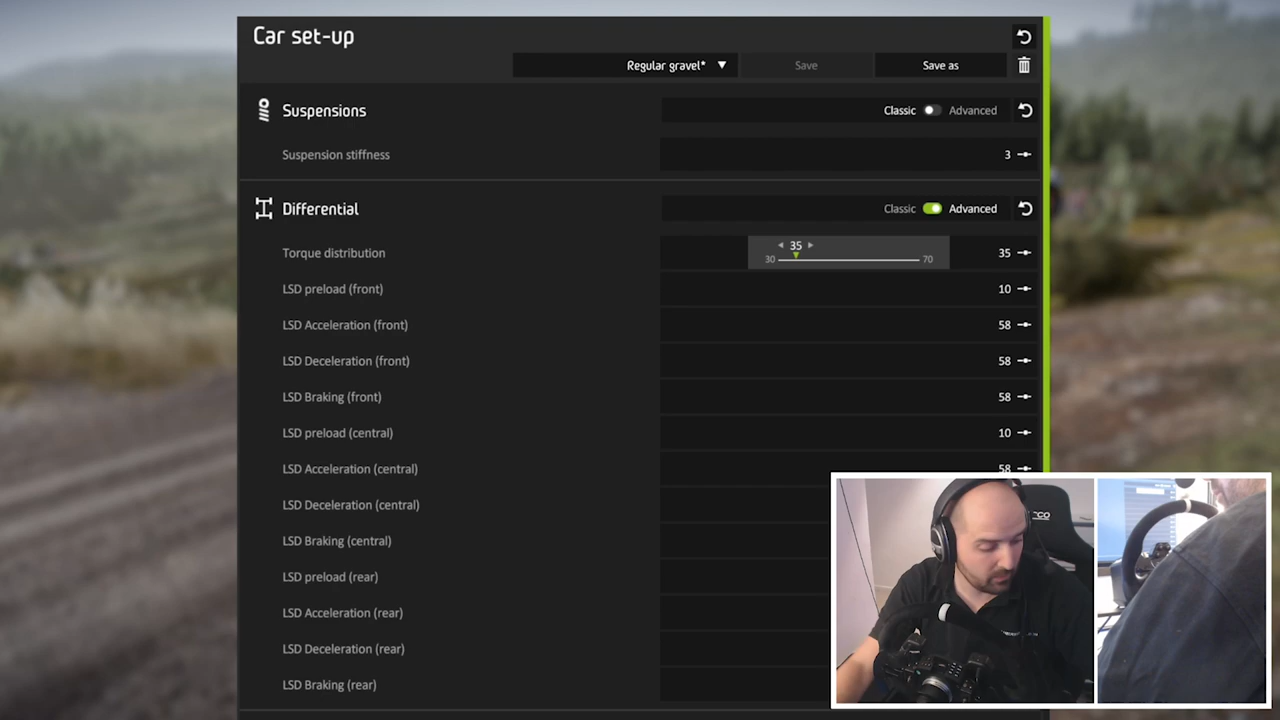 Car set-up
Regular gravel* ▼ Save Save as
Suspensions Classic Advanced
Suspension stiffness 3
Differential Classic Advanced
Torque distribution 30 35 70 35
LSD preload (front) 10
LSD Acceleration (front) 58
LSD Deceleration (front) 58
LSD Braking (front) 58
LSD preload (central) 10
LSD Acceleration (central) 58
LSD Deceleration (central)
LSD Braking (central)
LSD preload (rear)
LSD Acceleration (rear)
LSD Deceleration (rear)
LSD Braking (rear)